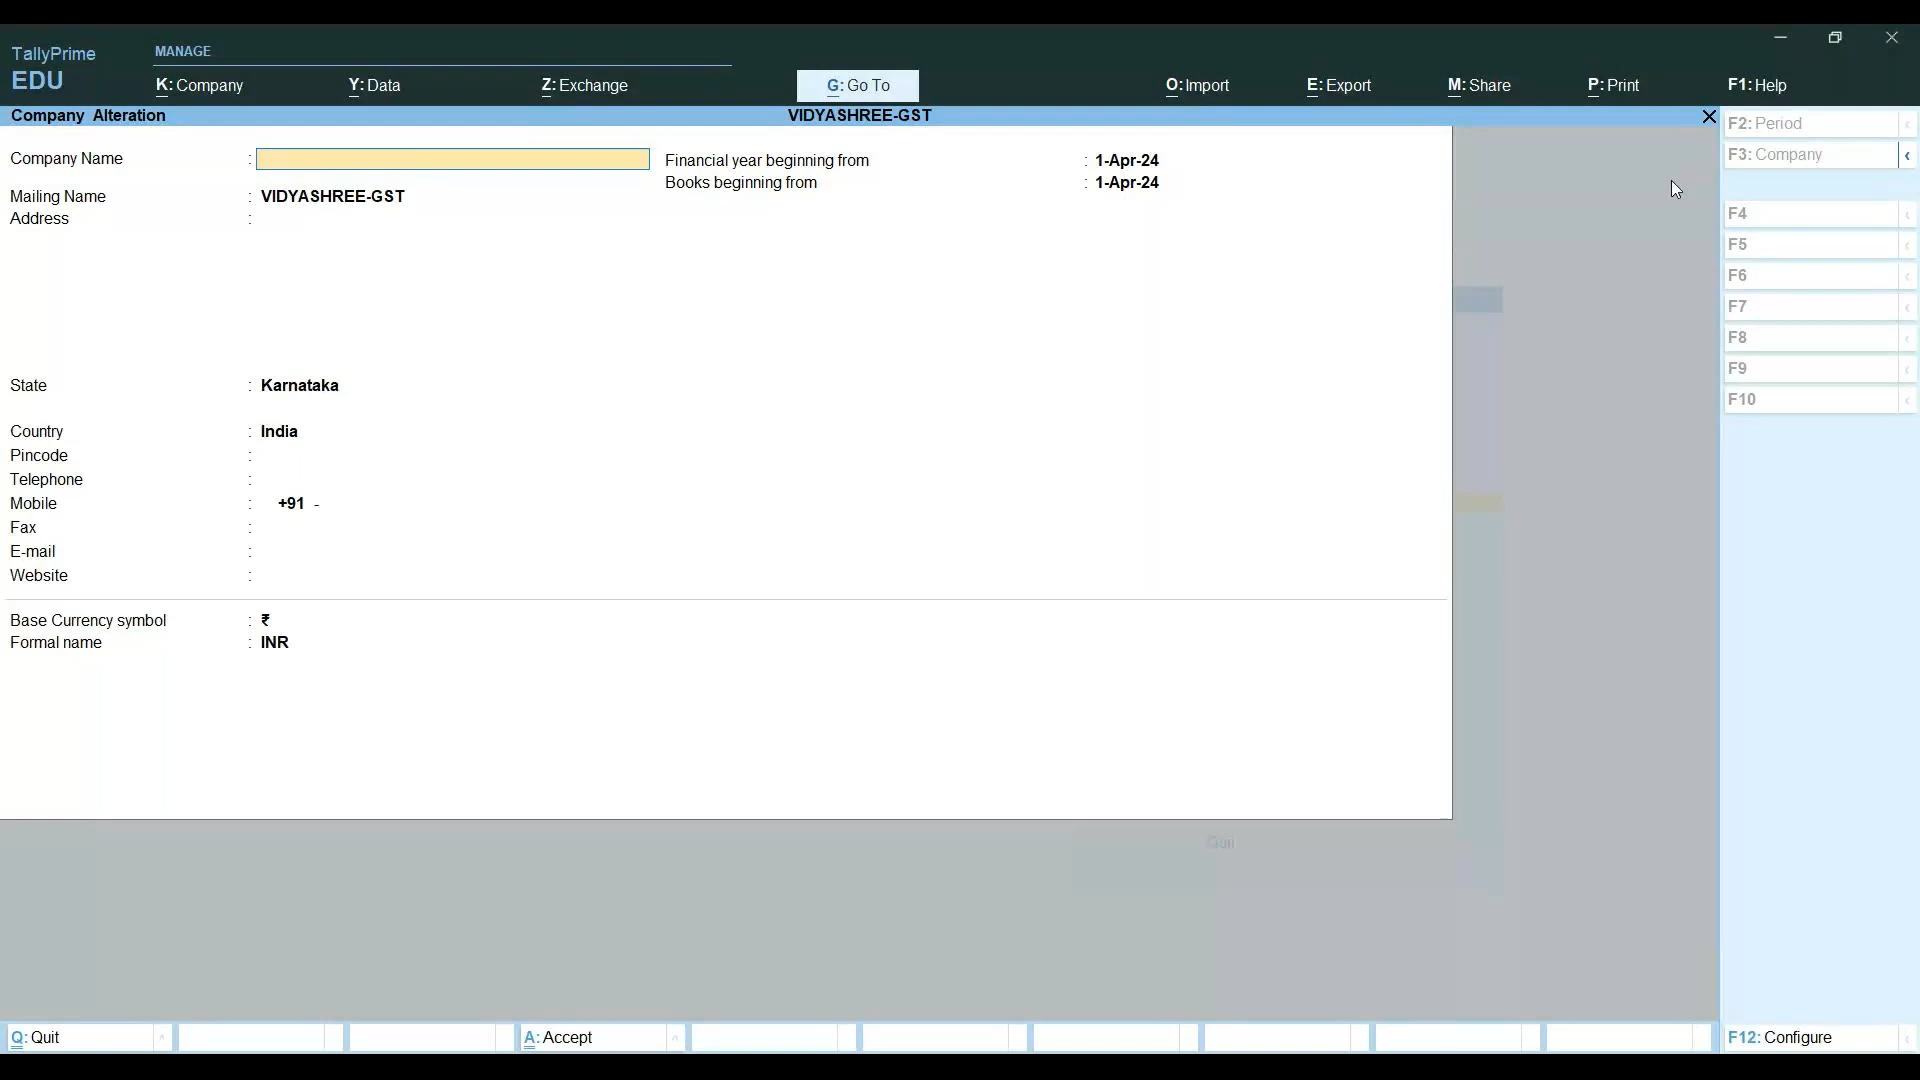 TallyPrime
EDU
MANAGE
K: Company
Y: Data
Z: Exchange
G: Go To
O: Import
E: Export
M: Share
P: Print
F1: Help
Company Alteration
VIDYASHREE-GST
F2: Period
F3: Company
F4
F5
F6
F7
F8
F9
F10
Company Name :
Financial year beginning from : 1-Apr-24
Books beginning from : 1-Apr-24
Mailing Name : VIDYASHREE-GST
Address :
State : Karnataka
Country : India
Pincode :
Telephone :
Mobile : +91 -
Fax :
E-mail :
Website :
Base Currency symbol : ₹
Formal name : INR
Quit
Q: Quit
A: Accept
F12: Configure